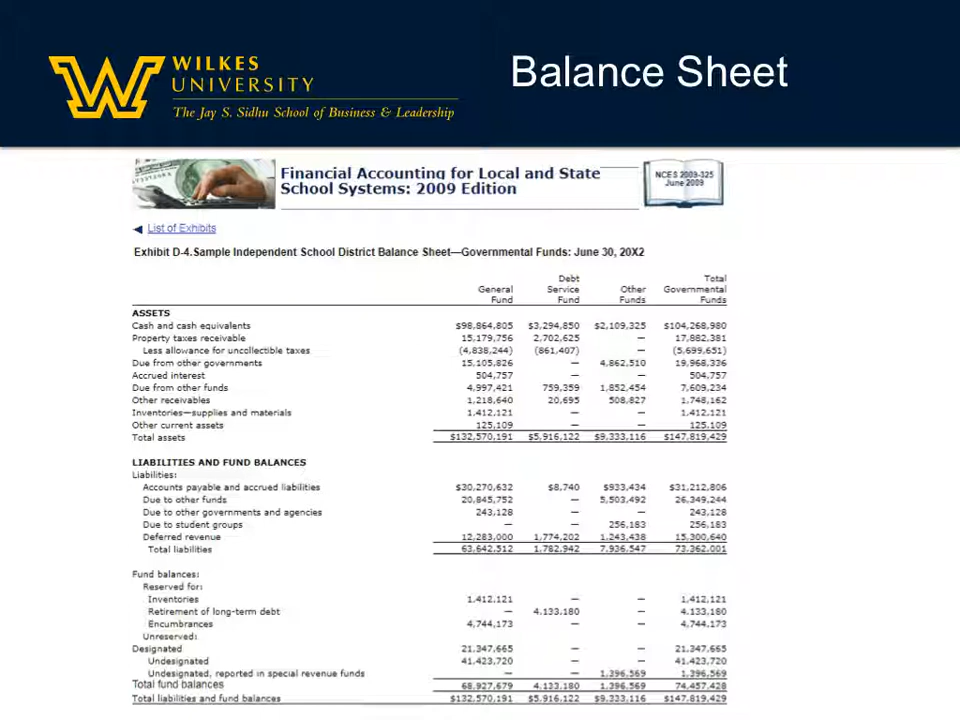 WILKES
UNIVERSITY
The Jay S. Sidhu School of Business & Leadership
Balance Sheet
Financial Accounting for Local and State
School Systems: 2009 Edition
NCES 2009-325
June 2009
List of Exhibits
Exhibit D-4.Sample Independent School District Balance Sheet—Governmental Funds: June 30, 20X2
General Fund Debt Service Fund Other Funds Total Governmental Funds
ASSETS
Cash and cash equivalents $98,864,805 $3,294,850 $2,109,325 $104,268,980
Property taxes receivable 15,179,756 2,702,625 — 17,882,381
Less allowance for uncollectible taxes (4,838,244) (861,407) — (5,699,651)
Due from other governments 15,105,826 — 4,862,510 19,968,336
Accrued interest 504,757 — — 504,757
Due from other funds 4,997,421 759,359 1,852,454 7,609,234
Other receivables 1,218,640 20,695 508,827 1,748,162
Inventories—supplies and materials 1,412,121 — — 1,412,121
Other current assets 125,109 — — 125,109
Total assets $132,570,191 $5,916,122 $9,333,116 $147,819,429
LIABILITIES AND FUND BALANCES
Liabilities:
Accounts payable and accrued liabilities $30,270,632 $8,740 $933,434 $31,212,806
Due to other funds 20,845,752 — 5,503,492 26,349,244
Due to other governments and agencies 243,128 — — 243,128
Due to student groups — — 256,183 256,183
Deferred revenue 12,283,000 1,774,202 1,243,438 15,300,640
Total liabilities 63,642,512 1,782,942 7,936,547 73,362,001
Fund balances:
Reserved for:
Inventories 1,412,121 — — 1,412,121
Retirement of long-term debt — 4,133,180 — 4,133,180
Encumbrances 4,744,173 — — 4,744,173
Unreserved:
Designated 21,347,665 — — 21,347,665
Undesignated 41,423,720 — — 41,423,720
Undesignated, reported in special revenue funds — — 1,396,569 1,396,569
Total fund balances 68,927,679 4,133,180 1,396,569 74,457,428
Total liabilities and fund balances $132,570,191 $5,916,122 $9,333,116 $147,819,429